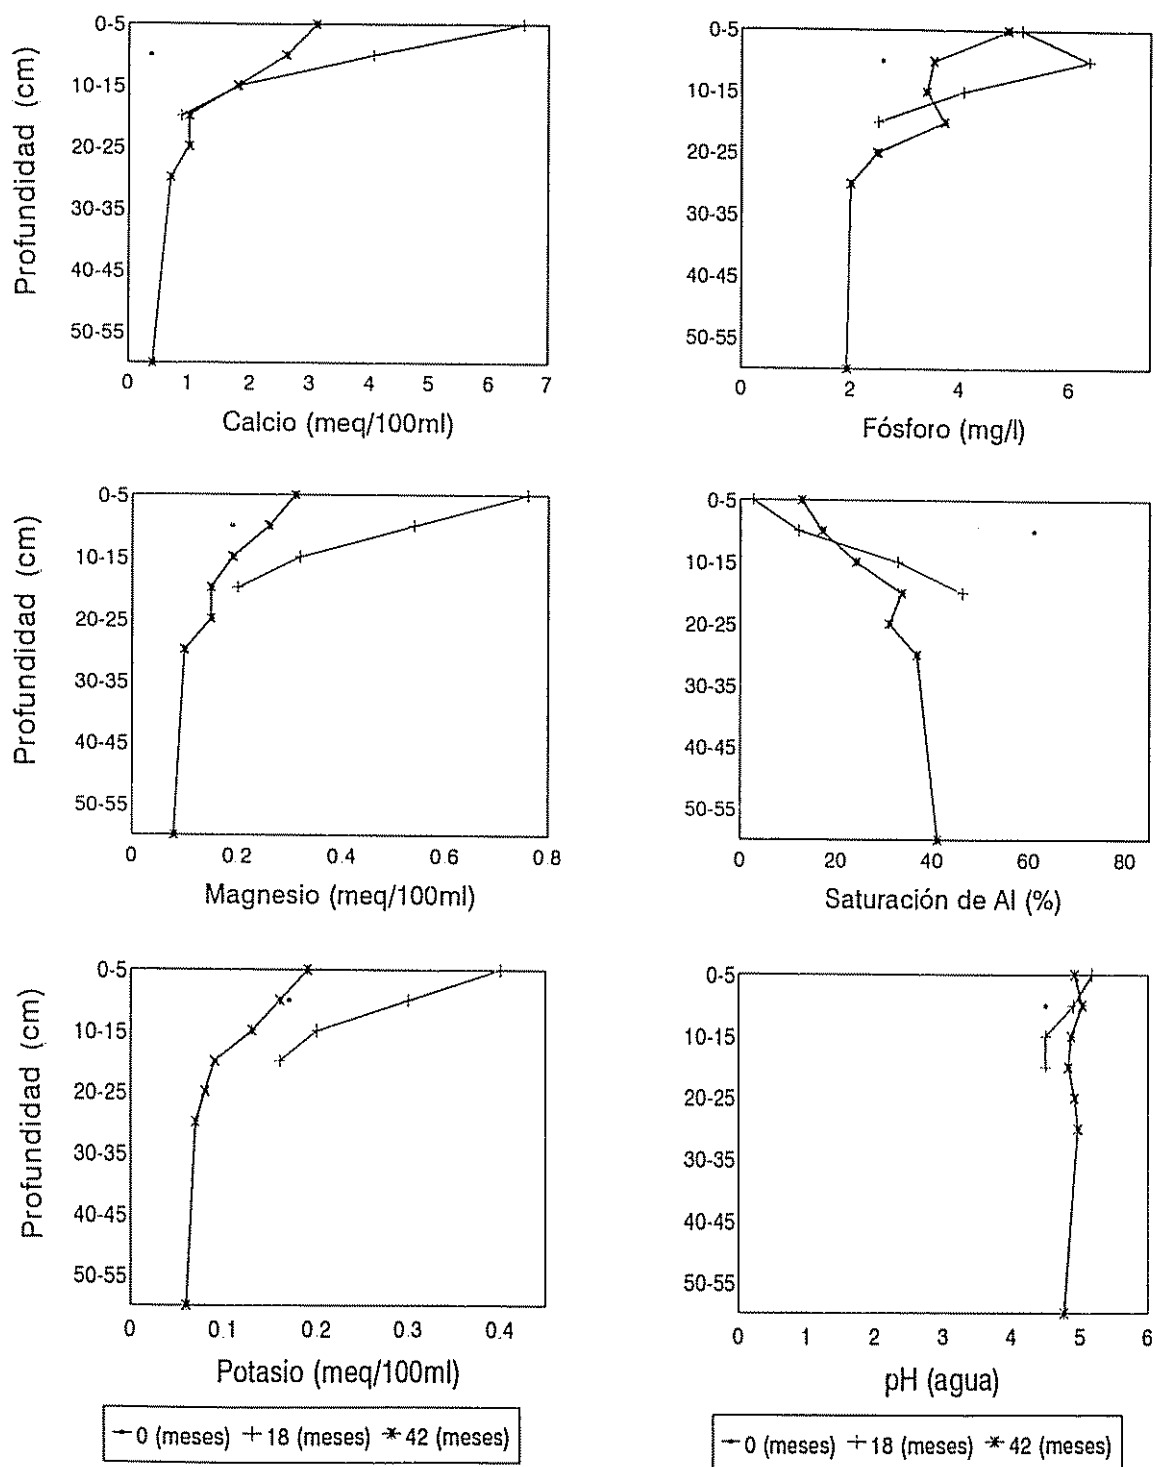 Profundidad (cm)
0-5
10-15
20-25
30-35
40-45
50-55
0 1 2 3 4 5 6 7
Calcio (meq/100ml)
0-5
10-15
20-25
30-35
40-45
50-55
0 2 4 6
Fósforo (mg/l)
Profundidad (cm)
0-5
10-15
20-25
30-35
40-45
50-55
0 0.2 0.4 0.6 0.8
Magnesio (meq/100ml)
0-5
10-15
20-25
30-35
40-45
50-55
0 20 40 60 80
Saturación de Al (%)
Profundidad (cm)
0-5
10-15
20-25
30-35
40-45
50-55
0 0.1 0.2 0.3 0.4
Potasio (meq/100ml)
0-5
10-15
20-25
30-35
40-45
50-55
0 1 2 3 4 5 6
pH (agua)
0 (meses) 18 (meses) 42 (meses)
0 (meses) 18 (meses) 42 (meses)